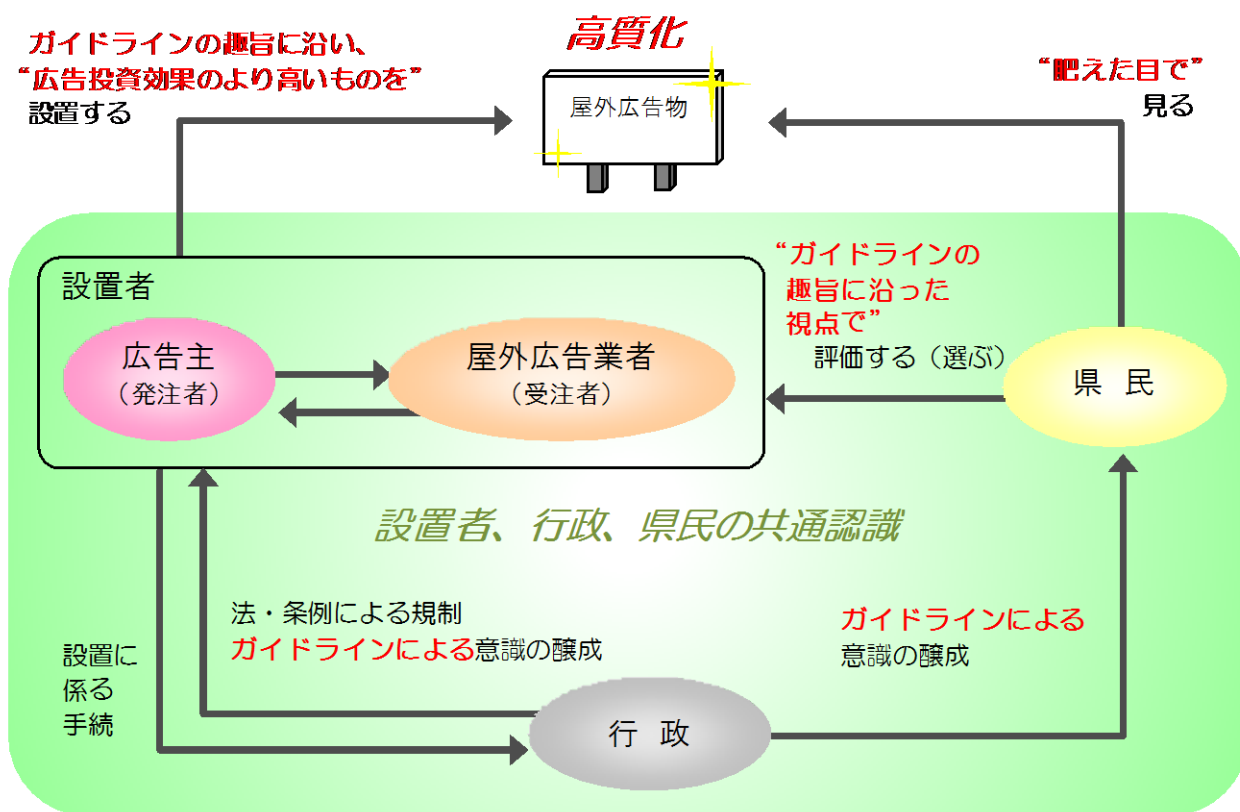 高質化
ガイドラインの趣旨に沿い、
“広告投資効果のより高いものを”
設置する
屋外広告物
“肥えた目で”
見る
設置者
広告主
(発注者)
屋外広告業者
(受注者)
“ガイドラインの
趣旨に沿った
視点で”
評価する(選ぶ)
県 民
設置者、行政、県民の共通認識
法・条例による規制
ガイドラインによる意識の醸成
ガイドラインによる
意識の醸成
設置に
係る
手続
行 政